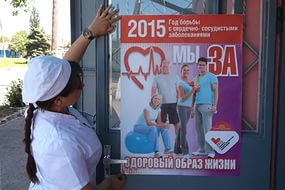 2015
Год борьбы
с сердечно- сосудистыми
заболеваниями
МЫ ЗА
ЗДОРОВЫЙ ОБРАЗ ЖИЗНИ